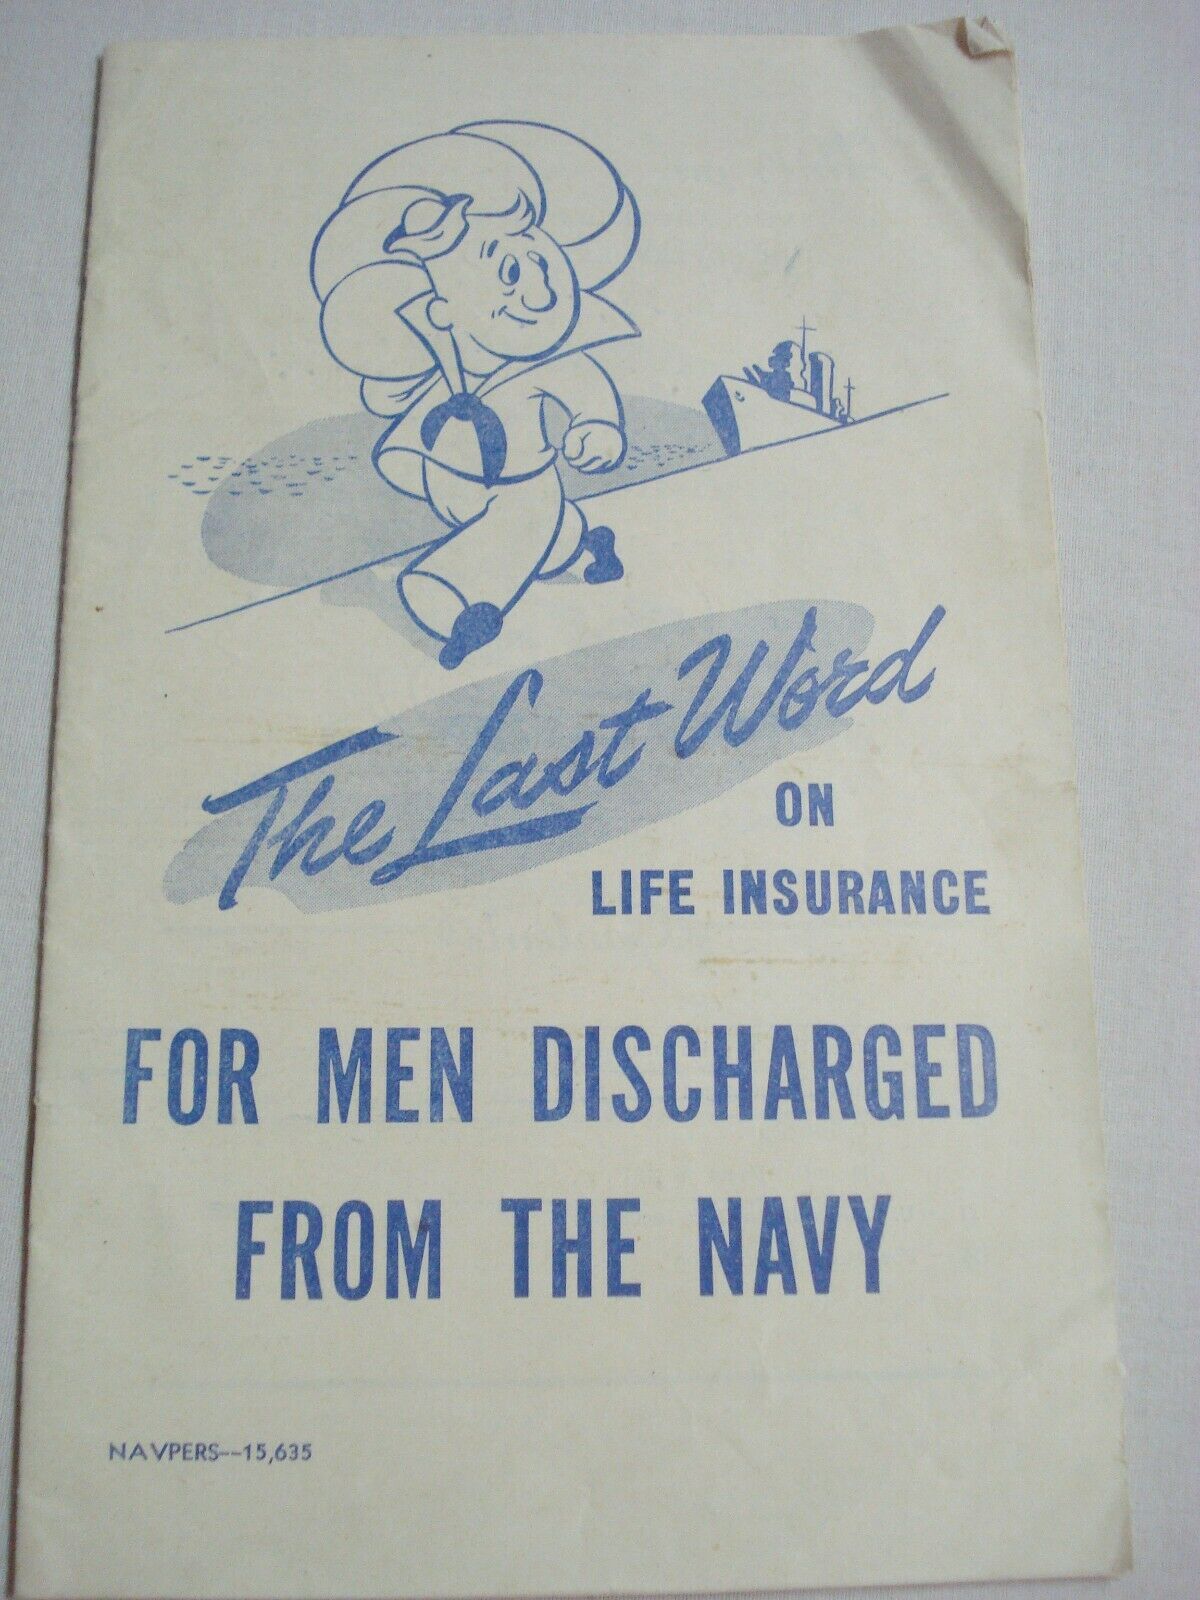 The Last Word
ON
LIFE INSURANCE
FOR MEN DISCHARGED
FROM THE NAVY
NAVPERS--15,635